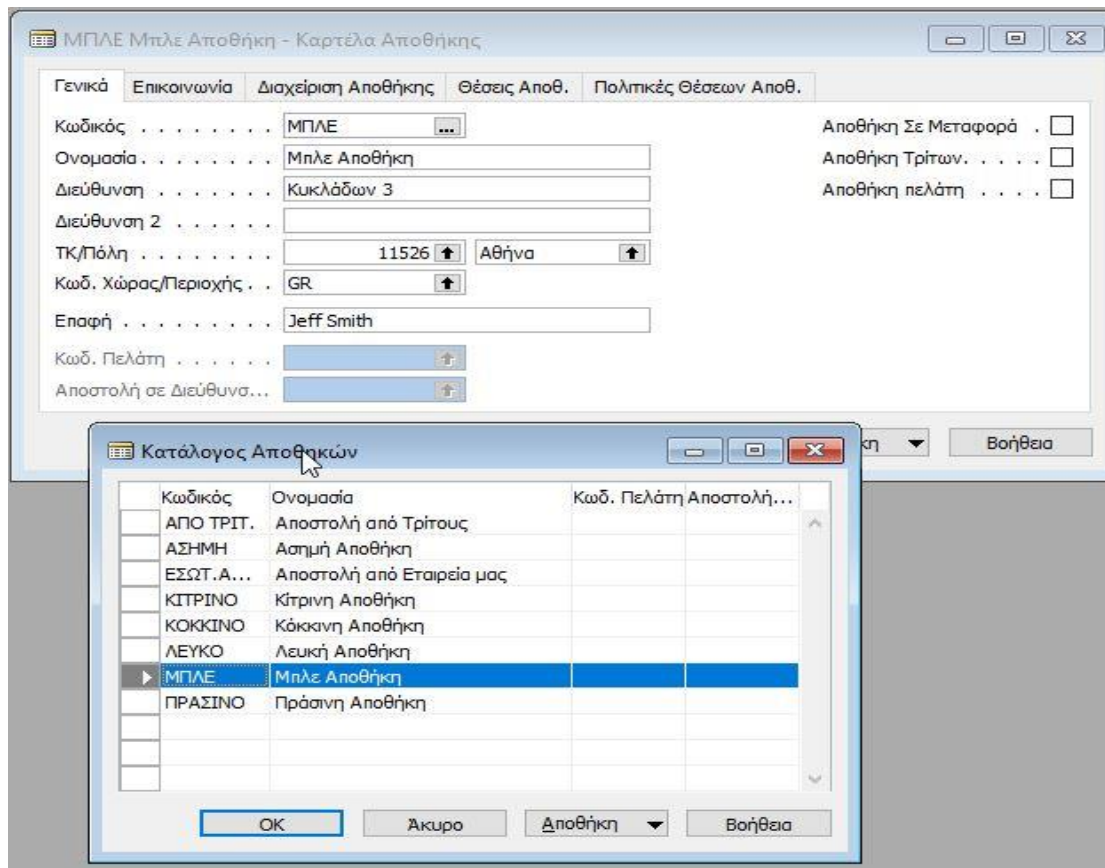 ΜΠΛΕ Μπλε Αποθήκη - Καρτέλα Αποθήκης
Γενικά Επικοινωνία Διαχείριση Αποθήκης Θέσεις Αποθ. Πολιτικές Θέσεων Αποθ.
Κωδικός . . . . . . . . ΜΠΛΕ ... Αποθήκη Σε Μεταφορά .
Ονομασία . . . . . . . Μπλε Αποθήκη Αποθήκη Τρίτων. . . . .
Διεύθυνση . . . . . . . Κυκλάδων 3 Αποθήκη πελάτη . . . .
Διεύθυνση 2 . . . . . .
ΤΚ/Πόλη . . . . . . . . 11526 Αθήνα
Κωδ. Χώρας/Περιοχής . . GR
Επαφή . . . . . . . . . Jeff Smith
Κωδ. Πελάτη . . . . . .
Αποστολή σε Διεύθυνσ...
Βοήθεια
Κατάλογος Αποθηκών
Κωδικός Ονομασία Κωδ. Πελάτη Αποστολή...
ΑΠΟ ΤΡΙΤ. Αποστολή από Τρίτους
ΑΣΗΜΗ Ασημή Αποθήκη
ΕΣΩΤ.Α... Αποστολή από Εταιρεία μας
ΚΙΤΡΙΝΟ Κίτρινη Αποθήκη
ΚΟΚΚΙΝΟ Κόκκινη Αποθήκη
ΛΕΥΚΟ Λευκή Αποθήκη
ΜΠΛΕ Μπλε Αποθήκη
ΠΡΑΣΙΝΟ Πράσινη Αποθήκη
OK Άκυρο Αποθήκη Βοήθεια